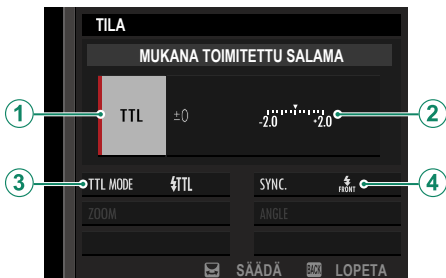 TILA
MUKANA TOIMITETTU SALAMA
1 TTL ±0 -2.0 +2.0 2
3 TTL MODE TTL SYNC. FRONT 4
ZOOM ANGLE
SÄÄDÄ BACK LOPETA